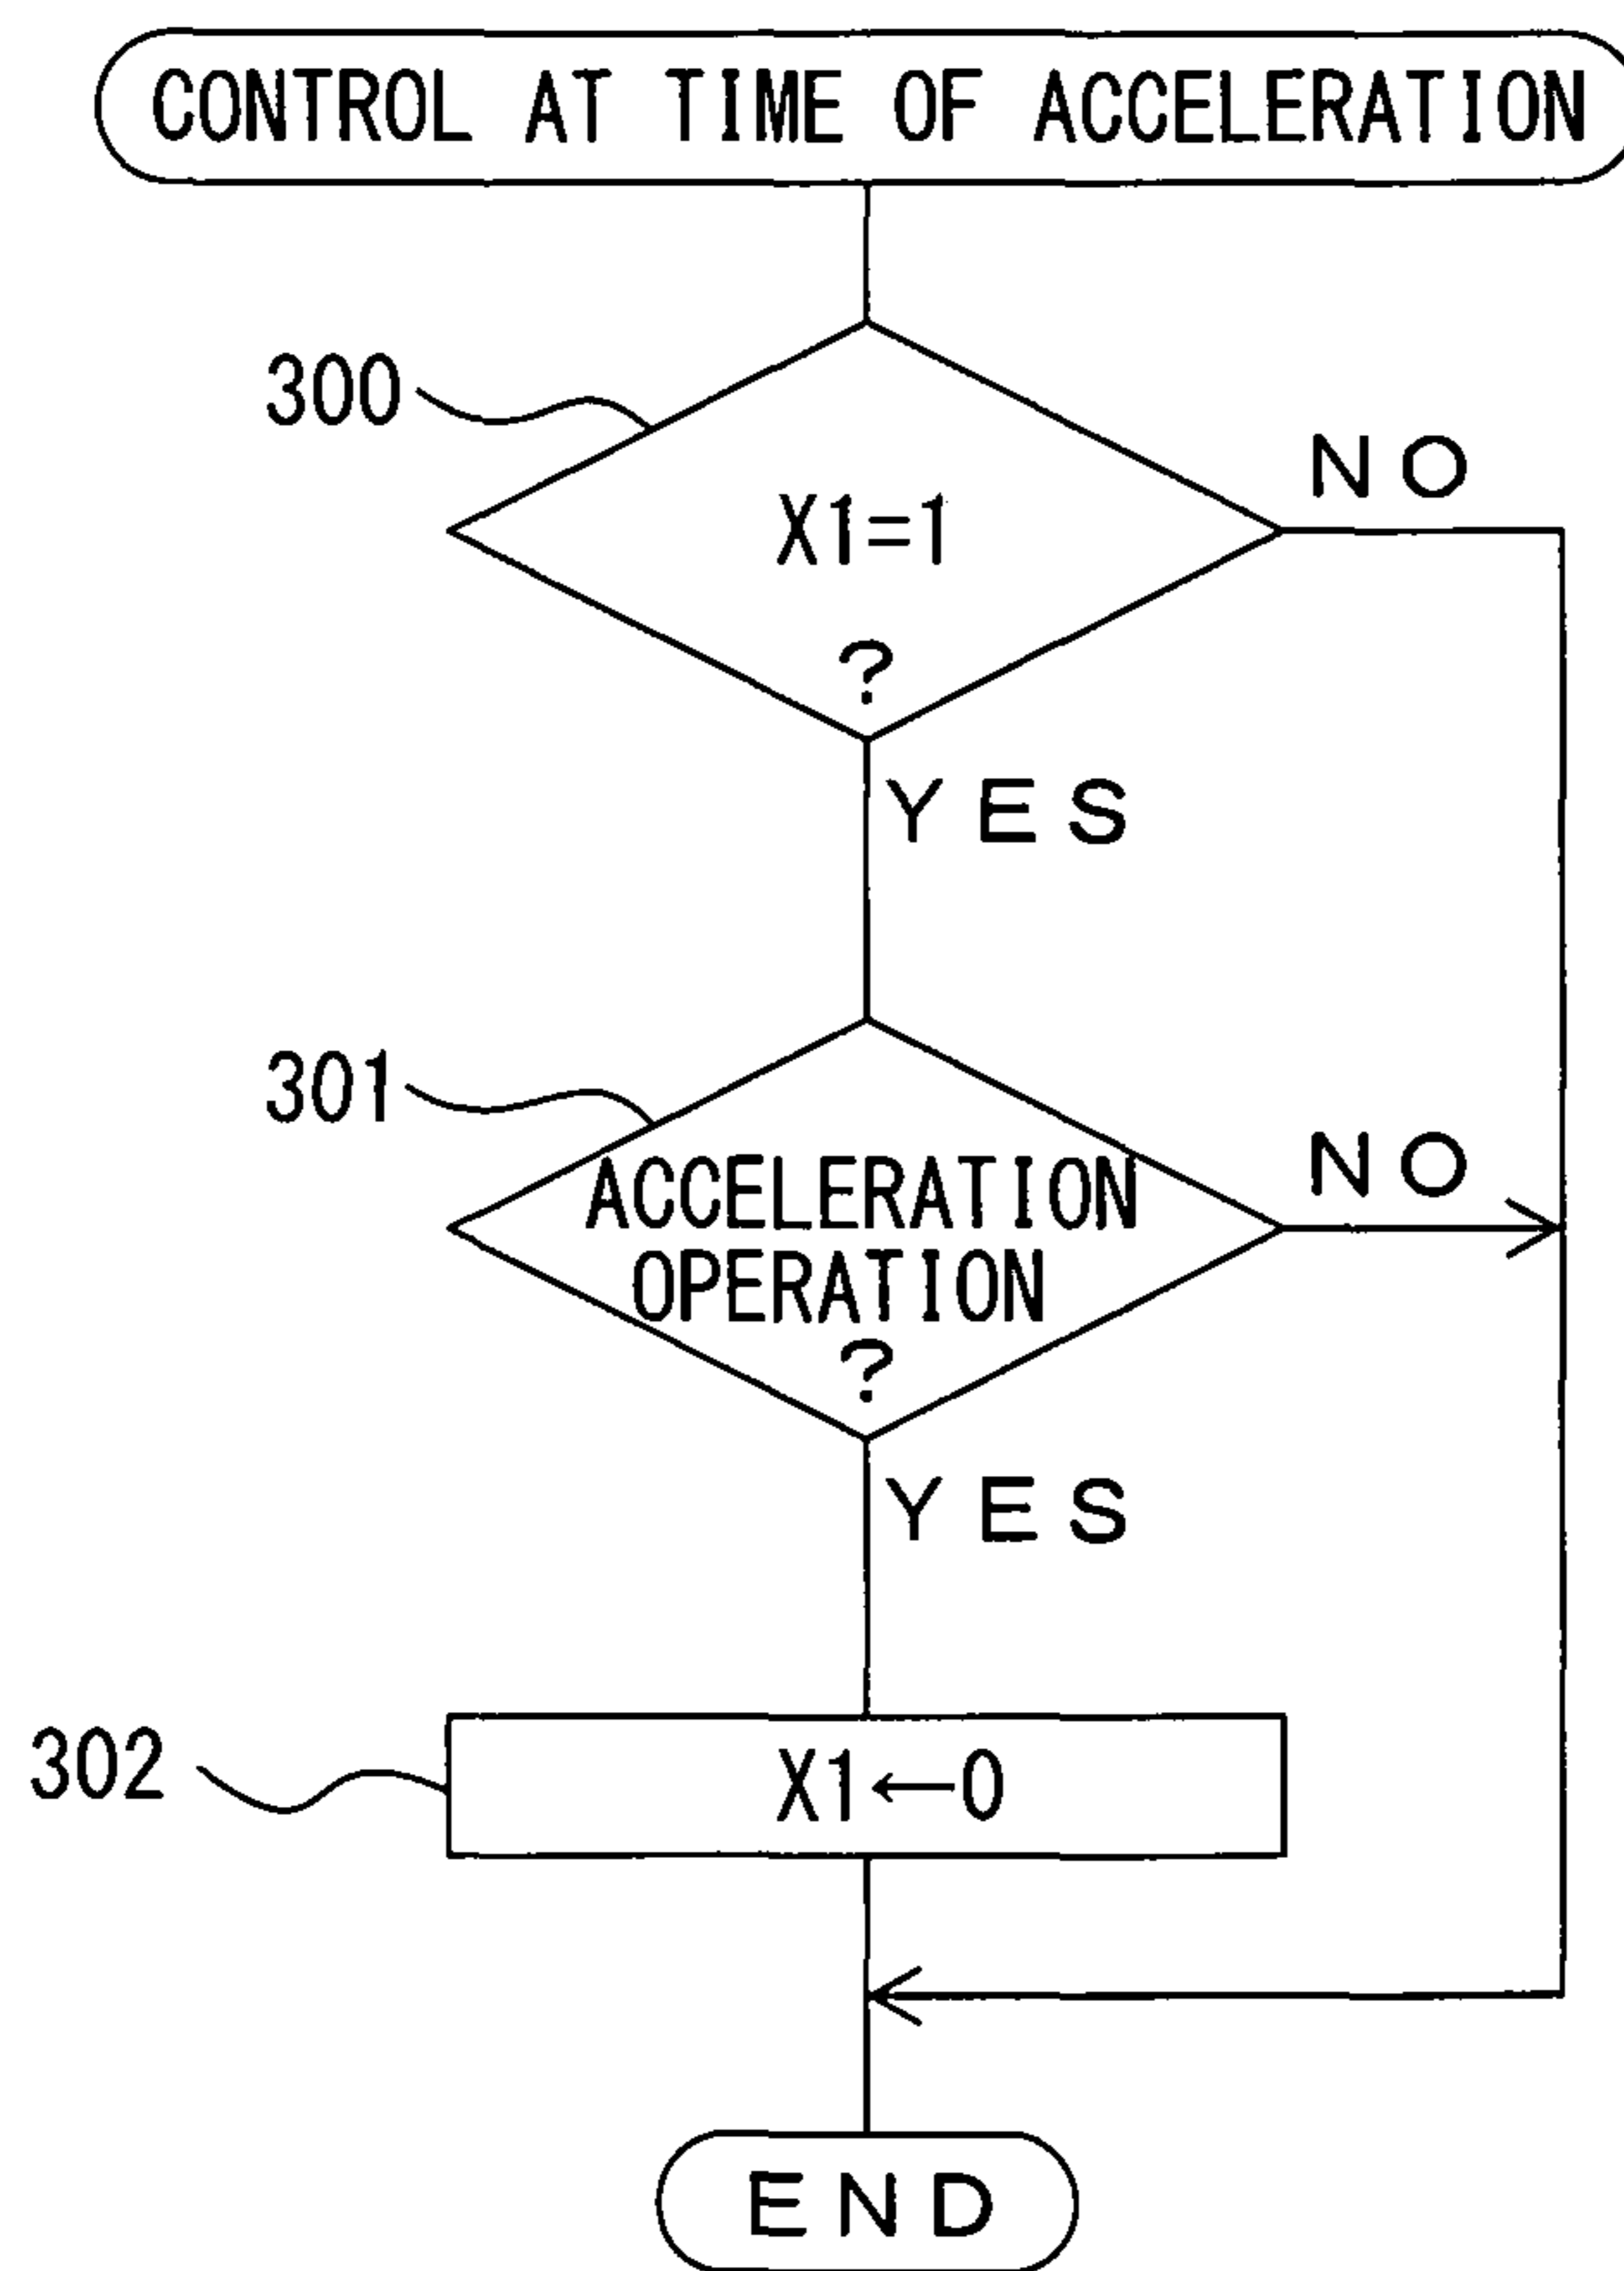 CONTROL AT TIME OF ACCELERATION
300
NO
X1=1
?
YES
301
NO
ACCELERATION
OPERATION
?
YES
302
X1←0
END